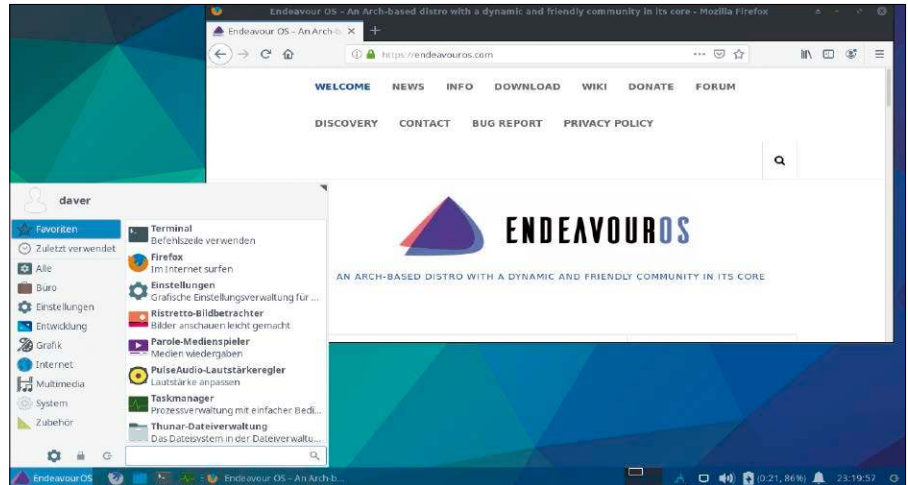 Endeavour OS – An Arch-based distro with a dynamic and friendly community in its core - Mozilla Firefox
Endeavour OS – An Arch-b
https://endeavouros.com
WELCOME NEWS INFO DOWNLOAD WIKI DONATE FORUM
DISCOVERY CONTACT BUG REPORT PRIVACY POLICY
ENDEAVOUROS
AN ARCH-BASED DISTRO WITH A DYNAMIC AND FRIENDLY COMMUNITY IN ITS CORE
daver
Favoriten
Zuletzt verwendet
Alle
Büro
Einstellungen
Entwicklung
Grafik
Internet
Multimedia
System
Zubehör
Terminal
Befehlszeile verwenden
Firefox
Im Internet surfen
Einstellungen
Grafische Einstellungsverwaltung für ...
Ristretto-Bildbetrachter
Bilder anschauen leicht gemacht
Parole-Medienspieler
Medien wiedergeben
PulseAudio-Lautstärkeregler
Lautstärke anpassen
Taskmanager
Prozessverwaltung mit einfacher Bedi...
Thunar-Dateiverwaltung
Das Dateisystem in der Dateiverwaltu...
EndeavourOS
Endeavour OS – An Arch-b...
(0:21, 86%)
23:19:57